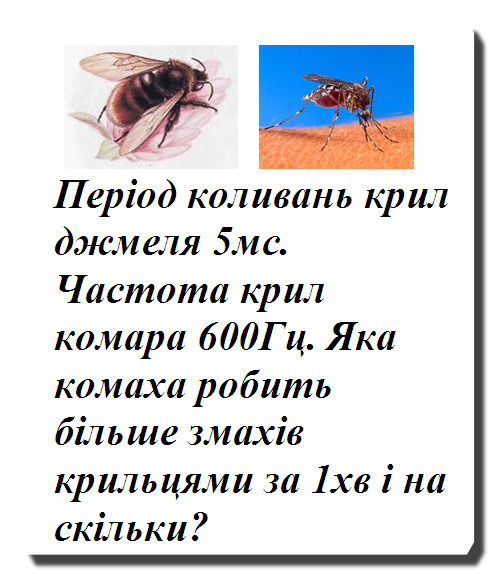 Період коливань крил
джмеля 5мс.
Частота крил
комара 600Гц. Яка
комаха робить
більше змахів
крильцями за 1хв і на
скільки?